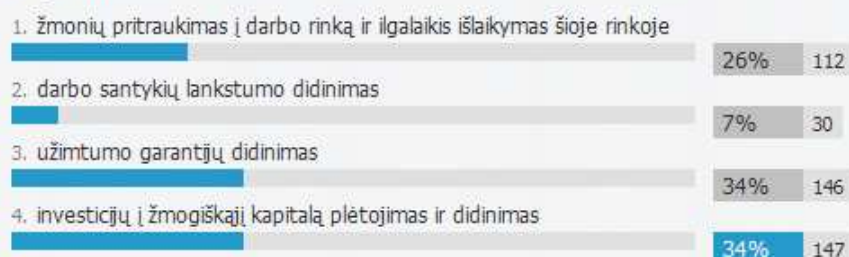 1. žmonių pritraukimas į darbo rinką ir ilgalaikis išlaikymas šioje rinkoje
26% 112
2. darbo santykių lankstumo didinimas
7% 30
3. užimtumo garantijų didinimas
34% 146
4. investicijų į žmogiškąjį kapitalą plėtojimas ir didinimas
34% 147